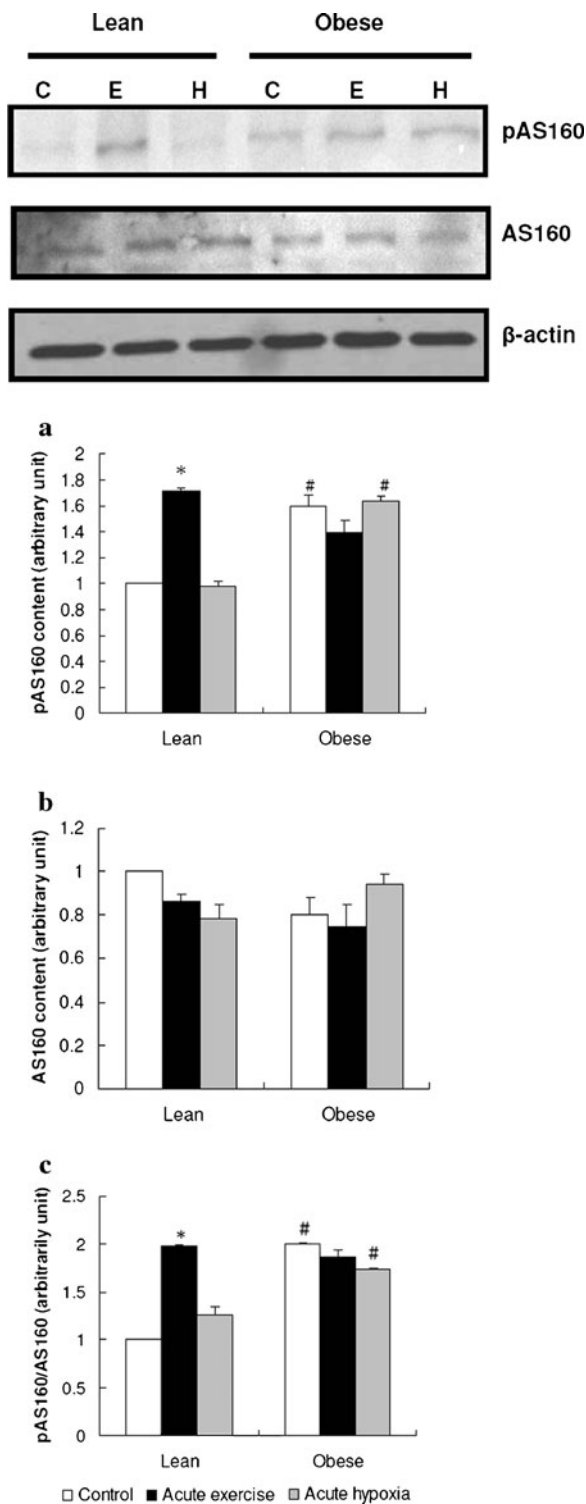 Lean Obese
C E H C E H
pAS160
AS160
β-actin
a
pAS160 content (arbitrary unit)
2
1.8
1.6
1.4
1.2
1
0.8
0.6
0.4
0.2
0
*
#
#
Lean Obese
b
AS160 content (arbitrary unit)
1.2
1
0.8
0.6
0.4
0.2
0
Lean Obese
c
pAS160/AS160 (arbitrarily unit)
2.5
2
1.5
1
0.5
0
*
#
#
Lean Obese
Control Acute exercise Acute hypoxia